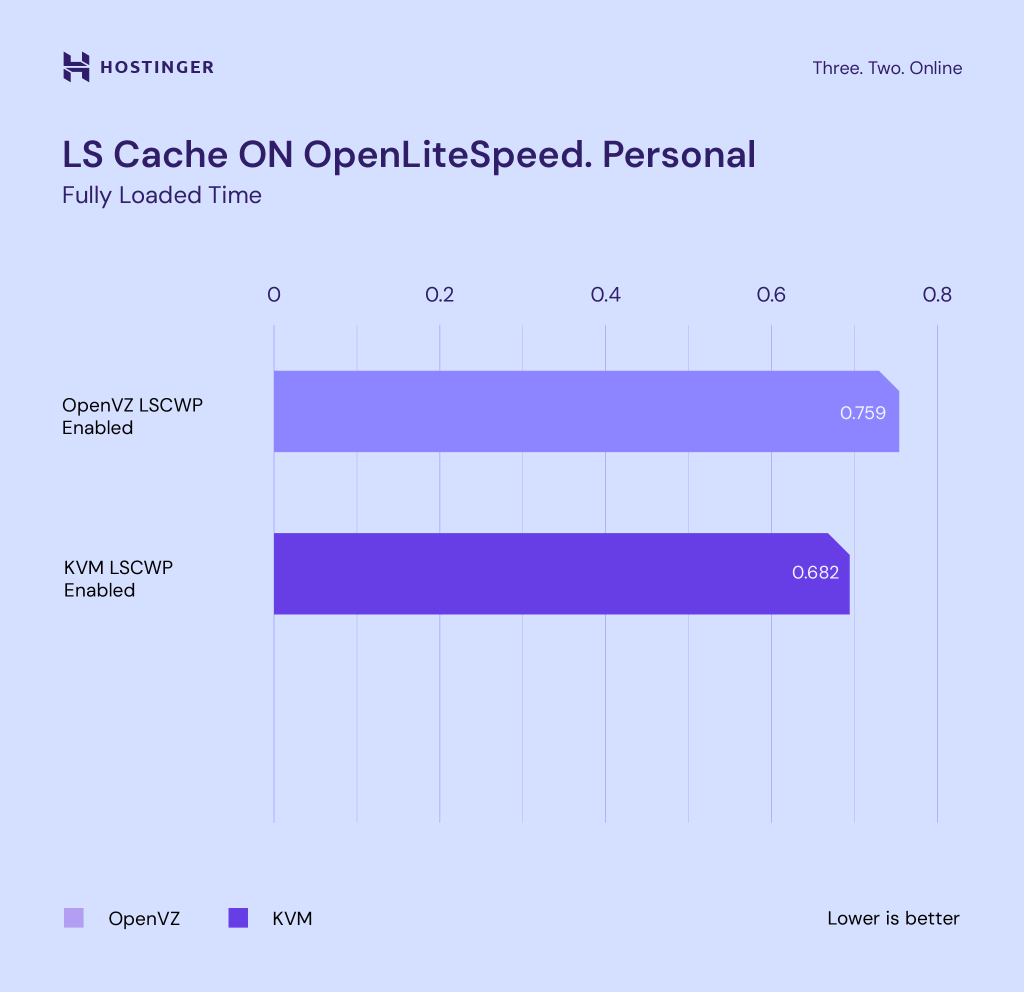 HOSTINGER
Three. Two. Online
LS Cache ON OpenLiteSpeed. Personal
Fully Loaded Time
0 0.2 0.4 0.6 0.8
OpenVZ LSCWP
Enabled
0.759
KVM LSCWP
Enabled
0.682
OpenVZ
KVM
Lower is better